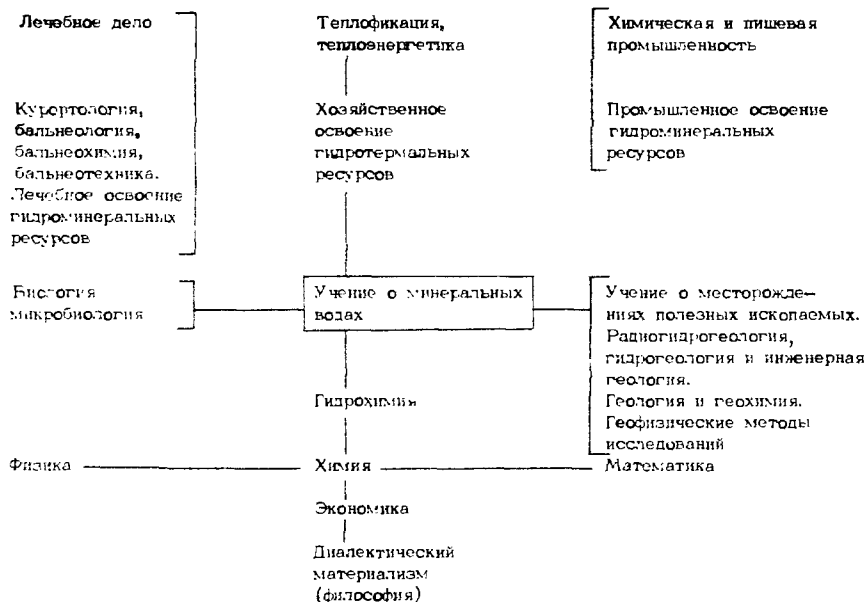 Лечебное дело
Курортология,
бальнеология,
бальнеохимия,
бальнеотехника.
Лечебное освоение
гидроминеральных
ресурсов
Теплофикация,
теплоэнергетика
Хозяйственное
освоение
гидротермальных
ресурсов
Химическая и пищевая
промышленность
Промышленное освоение
гидроминеральных
ресурсов
Биология
микробиология
Учение о минеральных
водах
Учение о месторожде-
ниях полезных ископаемых.
Радиогидрогеология,
гидрогеология и инженерная
геология.
Геология и геохимия.
Геофизические методы
исследований
Гидрохимия
Физика
Химия
Математика
Экономика
Диалектический
материализм
(философия)